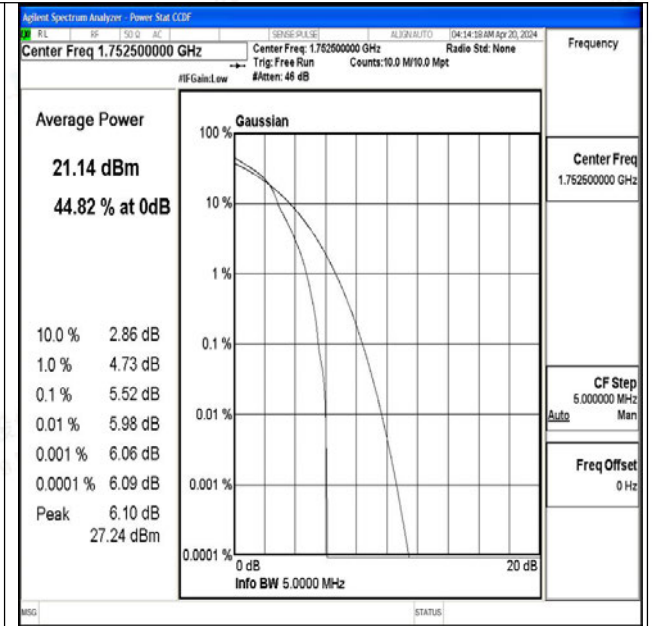 Agilent Spectrum Analyzer - Power Stat CCDF
RL RF 50 Ω AC SENSE:PULSE ALIGN AUTO 04:14:18 AM Apr 20, 2024
Center Freq 1.752500000 GHz
Center Freq: 1.752500000 GHz Radio Std: None
Trig: Free Run Counts:10.0 M/10.0 Mpt
#IFGain:Low #Atten: 46 dB
Frequency
Average Power
21.14 dBm
44.82 % at 0dB
10.0 % 2.86 dB
1.0 % 4.73 dB
0.1 % 5.52 dB
0.01 % 5.98 dB
0.001 % 6.06 dB
0.0001 % 6.09 dB
Peak 6.10 dB
27.24 dBm
Gaussian
100 %
10 %
1 %
0.1 %
0.01 %
0.001 %
0.0001 %
0 dB 20 dB
Info BW 5.0000 MHz
Center Freq
1.752500000 GHz
CF Step
5.000000 MHz
Auto Man
Freq Offset
0 Hz
MSG STATUS